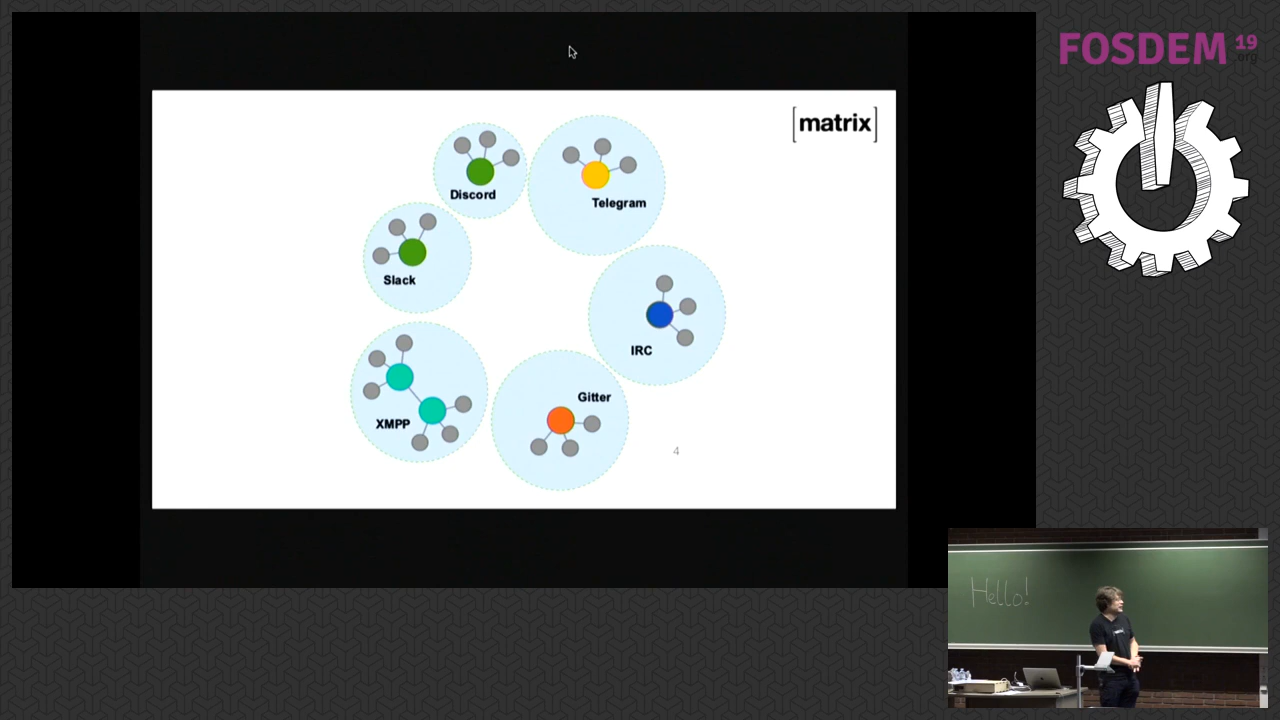 FOSDEM 19
.org
[matrix]
Discord
Telegram
Slack
IRC
Gitter
XMPP
4
Hello!